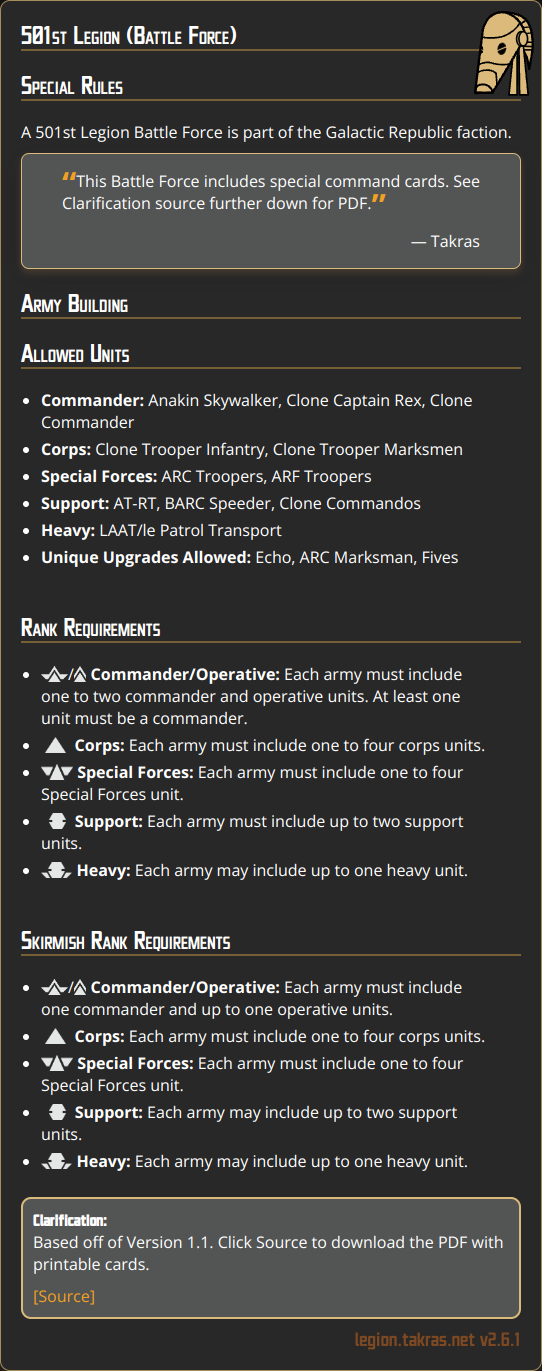 501st Legion (Battle Force)
Special Rules
A 501st Legion Battle Force is part of the Galactic Republic faction.
“This Battle Force includes special command cards. See
Clarification source further down for PDF.”
— Takras
Army Building
Allowed Units
• Commander: Anakin Skywalker, Clone Captain Rex, Clone
Commander
• Corps: Clone Trooper Infantry, Clone Trooper Marksmen
• Special Forces: ARC Troopers, ARF Troopers
• Support: AT-RT, BARC Speeder, Clone Commandos
• Heavy: LAAT/le Patrol Transport
• Unique Upgrades Allowed: Echo, ARC Marksman, Fives
Rank Requirements
• / Commander/Operative: Each army must include
one to two commander and operative units. At least one
unit must be a commander.
• Corps: Each army must include one to four corps units.
• Special Forces: Each army must include one to four
Special Forces unit.
• Support: Each army must include up to two support
units.
• Heavy: Each army may include up to one heavy unit.
Skirmish Rank Requirements
• / Commander/Operative: Each army must include
one commander and up to one operative units.
• Corps: Each army must include one to four corps units.
• Special Forces: Each army must include one to four
Special Forces unit.
• Support: Each army may include up to two support
units.
• Heavy: Each army may include up to one heavy unit.
Clarification:
Based off of Version 1.1. Click Source to download the PDF with
printable cards.
[Source]
legion.takras.net v2.6.1